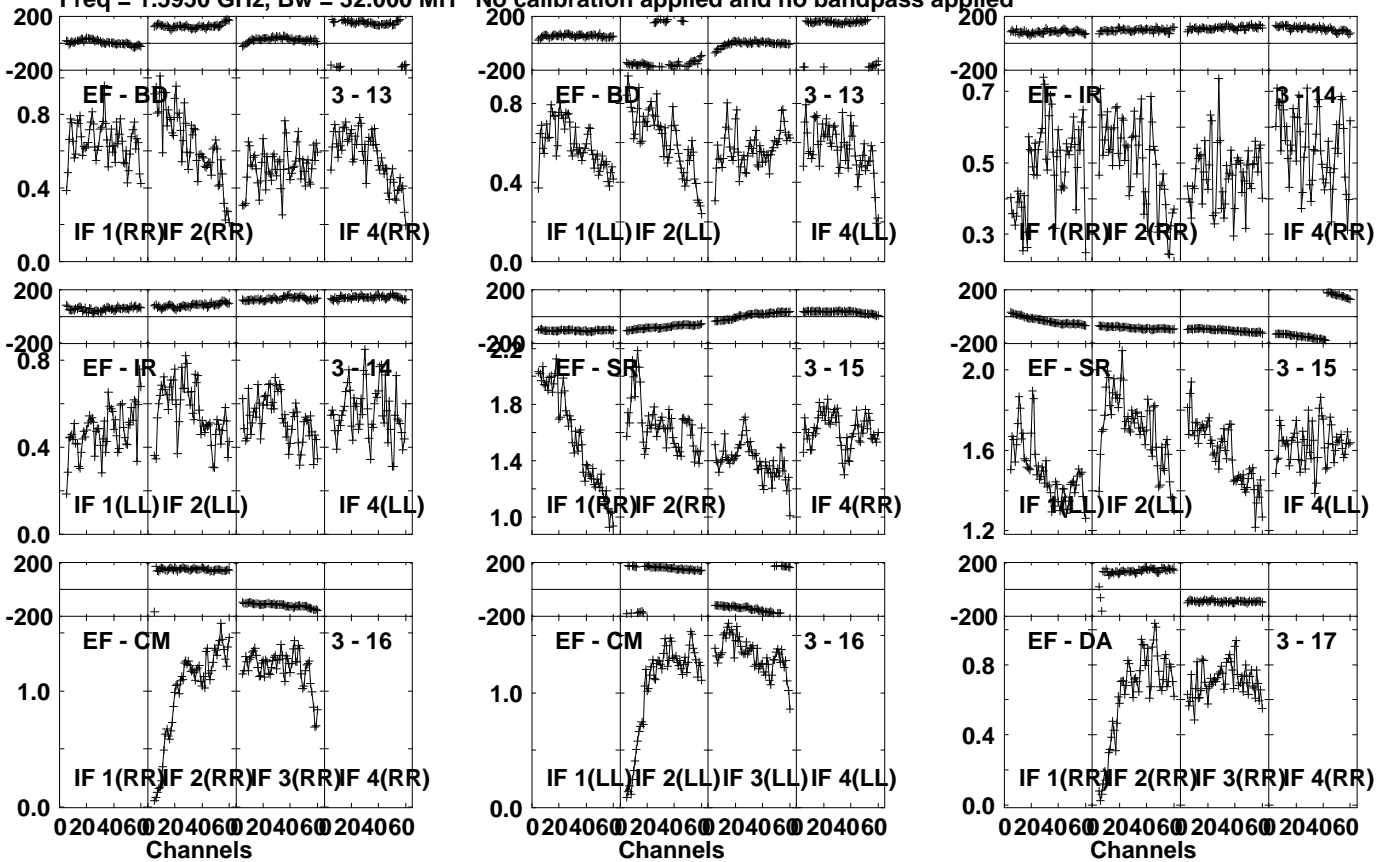 Freq = 1.5950 GHz, Bw = 32.000 MH No calibration applied and no bandpass applied
200
-200
EF - BD 3 - 13
0.8
0.4
0.0
IF 1(RR) IF 2(RR) IF 4(RR)
200
-200
EF - BD 3 - 13
0.8
0.4
0.0
IF 1(LL) IF 2(LL) IF 4(LL)
200
-200
EF - IR 3 - 14
0.7
0.5
0.3
IF 1(RR) IF 2(RR) IF 4(RR)
200
-200
EF - IR 3 - 14
0.8
0.4
0.0
IF 1(LL) IF 2(LL) IF 4(LL)
200
-200
2.2
EF - SR 3 - 15
1.8
1.4
1.0
IF 1(RR) IF 2(RR) IF 4(RR)
200
-200
EF - SR 3 - 15
2.0
1.6
1.2
IF 1(LL) IF 2(LL) IF 4(LL)
200
-200
EF - CM 3 - 16
1.0
0.0
IF 1(RR) IF 2(RR) IF 3(RR) IF 4(RR)
0 20 40 60 0 20 40 60 0 20 40 60 0 20 40 60
Channels
200
-200
EF - CM 3 - 16
1.0
0.0
IF 1(LL) IF 2(LL) IF 3(LL) IF 4(LL)
0 20 40 60 0 20 40 60 0 20 40 60 0 20 40 60
Channels
200
-200
EF - DA 3 - 17
0.8
0.4
0.0
IF 1(RR) IF 2(RR) IF 3(RR) IF 4(RR)
0 20 40 60 0 20 40 60 0 20 40 60 0 20 40 60
Channels